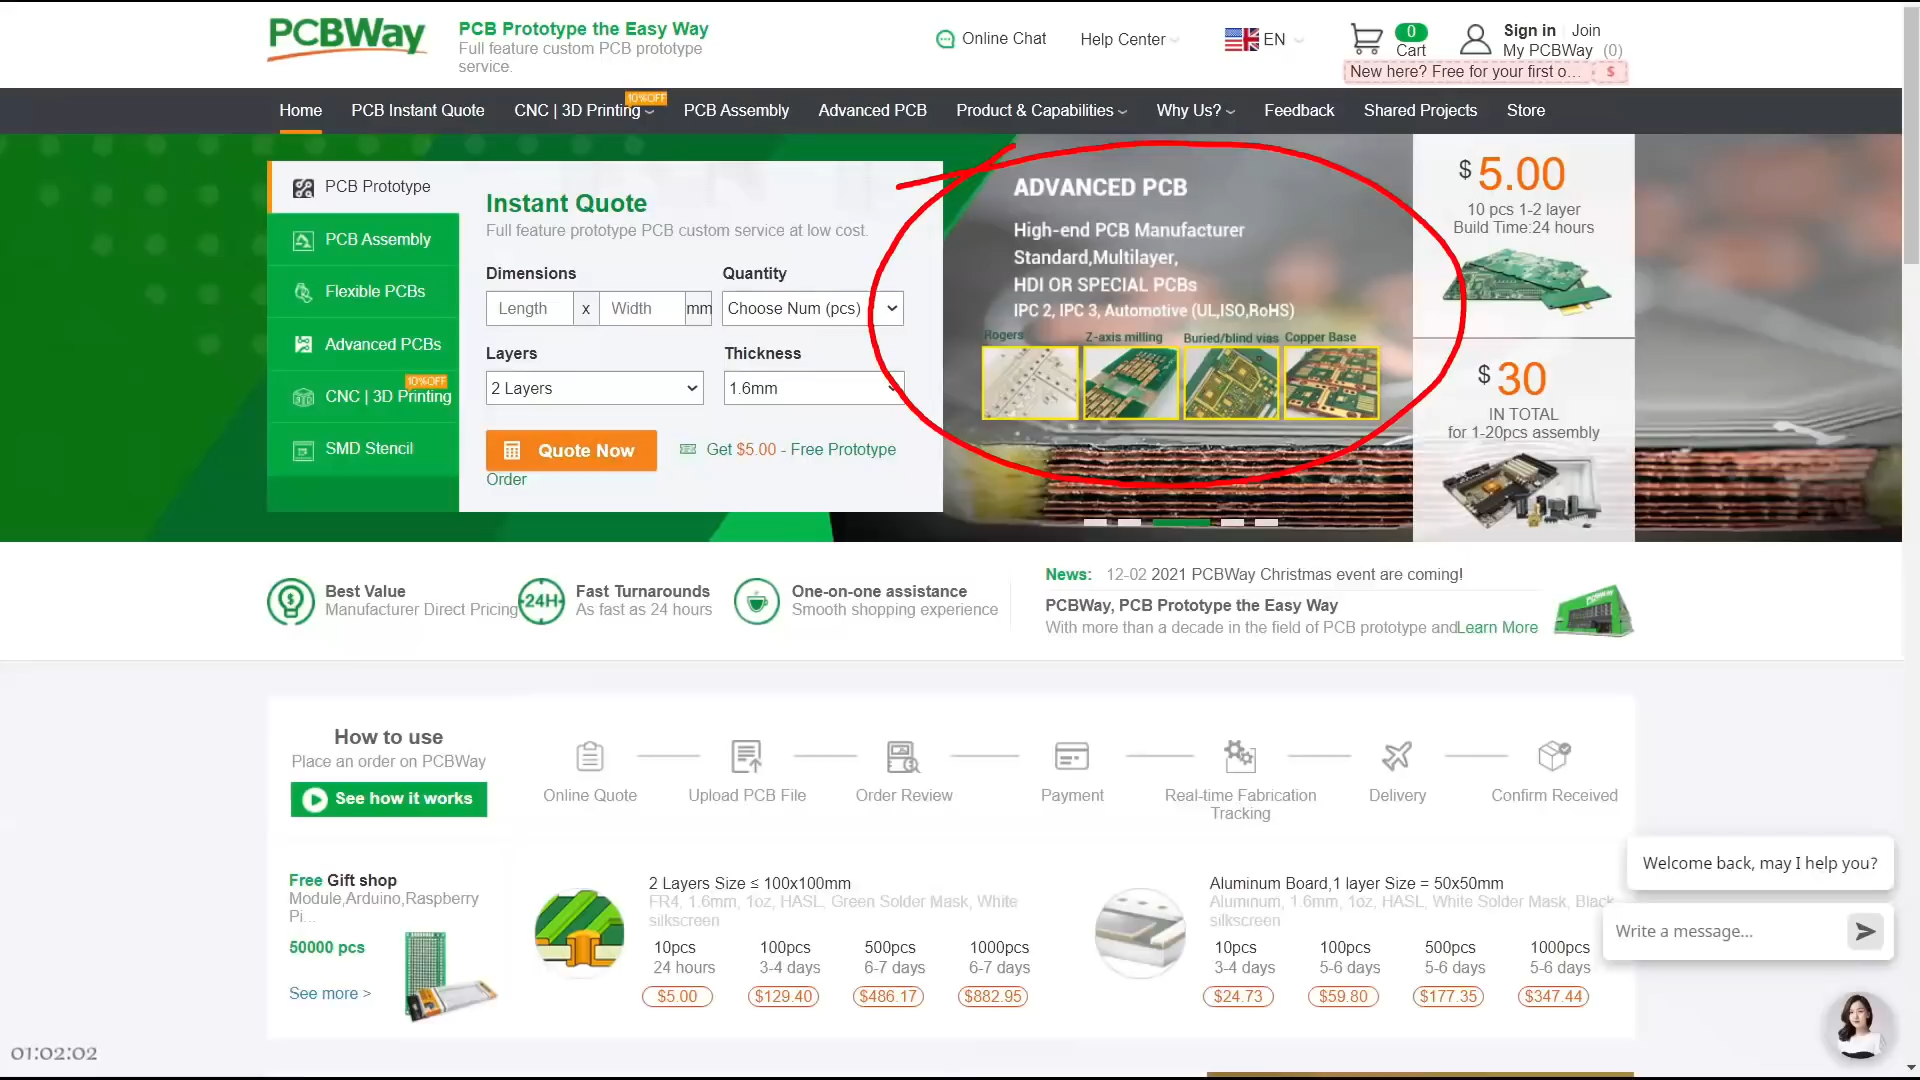 PCBWay
PCB Prototype the Easy Way
Full feature custom PCB prototype
service.
Online Chat
Help Center
EN
0
Cart
Sign in
Join
My PCBWay (0)
New here? Free for your first o...
$
Home
PCB Instant Quote
CNC | 3D Printing
10%OFF
PCB Assembly
Advanced PCB
Product & Capabilities
Why Us?
Feedback
Shared Projects
Store
PCB Prototype
PCB Assembly
Flexible PCBs
Advanced PCBs
10%OFF
CNC | 3D Printing
SMD Stencil
Instant Quote
Full feature prototype PCB custom service at low cost.
Dimensions
Quantity
Length
x
Width
mm
Choose Num (pcs)
Layers
Thickness
2 Layers
1.6mm
Quote Now
Get $5.00 - Free Prototype
Order
ADVANCED PCB
High-end PCB Manufacturer
Standard,Multilayer,
HDI OR SPECIAL PCBs
IPC 2, IPC 3, Automotive (UL,ISO,RoHS)
Rogers
Z-axis milling
Buried/blind vias
Copper Base
$ 5.00
10 pcs 1-2 layer
Build Time:24 hours
$ 30
IN TOTAL
for 1-20pcs assembly
Best Value
Manufacturer Direct Pricing
24H
Fast Turnarounds
As fast as 24 hours
One-on-one assistance
Smooth shopping experience
News: 12-02 2021 PCBWay Christmas event are coming!
PCBWay, PCB Prototype the Easy Way
With more than a decade in the field of PCB prototype and Learn More
PCBWay
How to use
Place an order on PCBWay
See how it works
Online Quote
Upload PCB File
Order Review
Payment
Real-time Fabrication
Tracking
Delivery
Confirm Received
Free Gift shop
Module,Arduino,Raspberry
Pi...
50000 pcs
See more >
2 Layers Size ≤ 100x100mm
FR4, 1.6mm, 1oz, HASL, Green Solder Mask, White
silkscreen
10pcs 100pcs 500pcs 1000pcs
24 hours 3-4 days 6-7 days 6-7 days
$5.00 $129.40 $486.17 $882.95
Aluminum Board,1 layer Size = 50x50mm
Aluminum, 1.6mm, 1oz, HASL, White Solder Mask, Black
silkscreen
10pcs 100pcs 500pcs 1000pcs
3-4 days 5-6 days 5-6 days 5-6 days
$24.73 $59.80 $177.35 $347.44
Welcome back, may I help you?
Write a message...
01:02:02